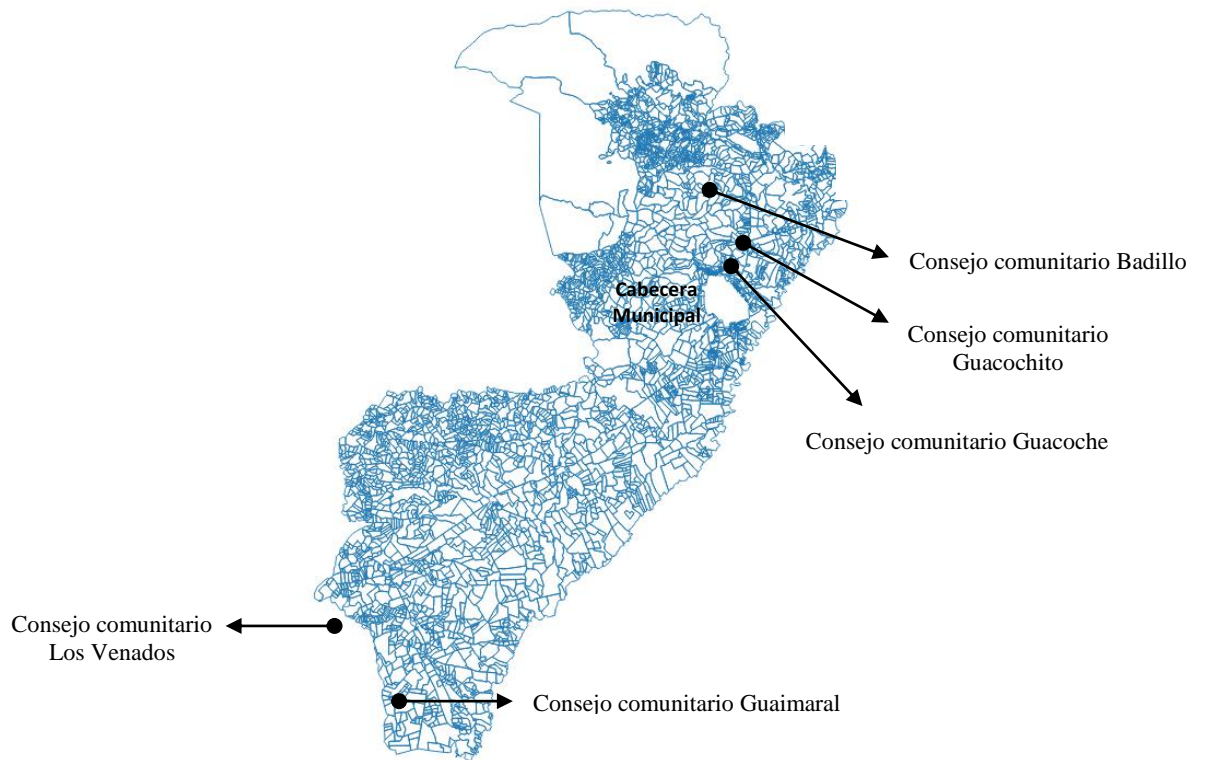 Consejo comunitario Badillo
Cabecera
Municipal
Consejo comunitario
Guacochito
Consejo comunitario Guacoche
Consejo comunitario
Los Venados
Consejo comunitario Guaimaral